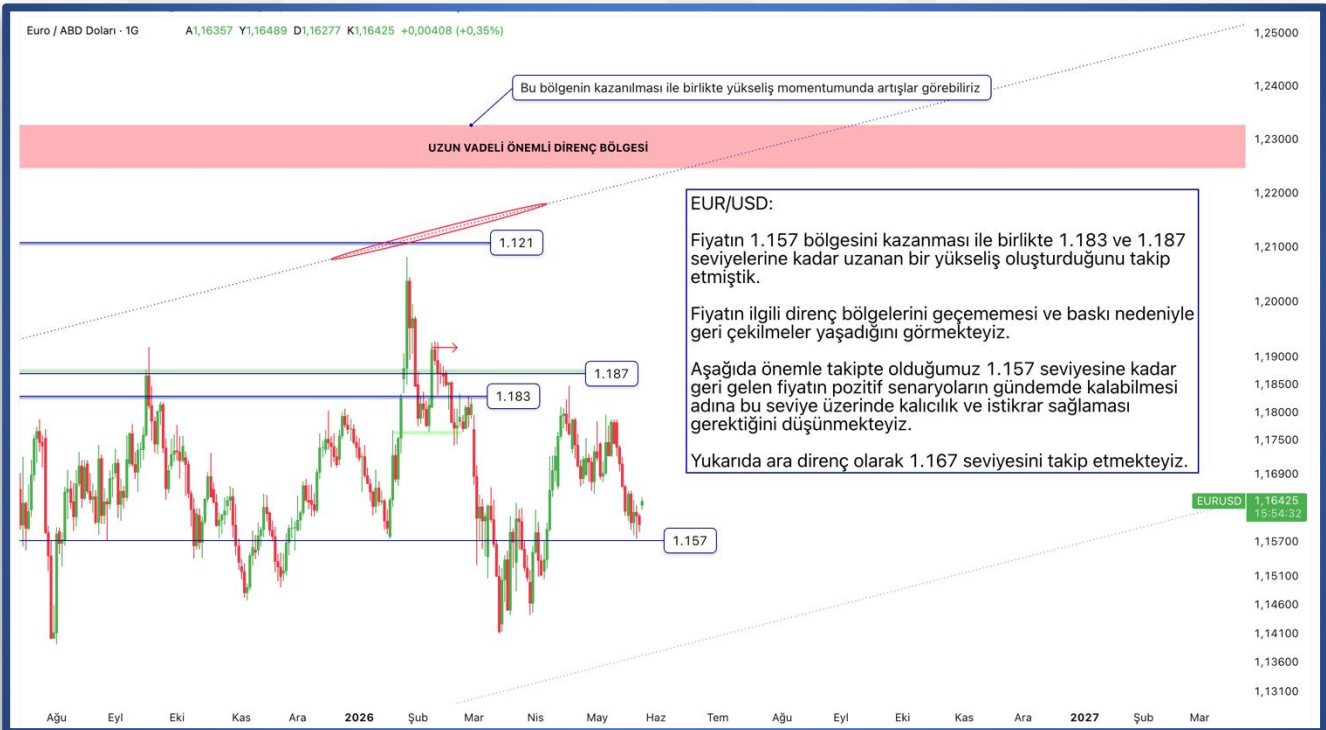 Euro / ABD Doları · 1G A1,16357 Y1,16489 D1,16277 K1,16425 +0,00408 (+0,35%)
Bu bölgenin kazanılması ile birlikte yükseliş momentumunda artışlar görebiliriz
UZUN VADELİ ÖNEMLİ DİRENÇ BÖLGESİ
1.121
1.187
1.183
1.157
EUR/USD:
Fiyatın 1.157 bölgesini kazanması ile birlikte 1.183 ve 1.187
seviyelerine kadar uzanan bir yükseliş oluşturduğunu takip
etmiştik.
Fiyatın ilgili direnç bölgelerini geçememesi ve baskı nedeniyle
geri çekilmeler yaşadığını görmekteyiz.
Aşağıda önemle takipte olduğumuz 1.157 seviyesine kadar
geri gelen fiyatın pozitif senaryoların gündemde kalabilmesi
adına bu seviye üzerinde kalıcılık ve istikrar sağlaması
gerektiğini düşünmekteyiz.
Yukarıda ara direnç olarak 1.167 seviyesini takip etmekteyiz.
1,25000
1,24000
1,23000
1,22000
1,21000
1,20000
1,19000
1,18500
1,18000
1,17500
1,16900
EURUSD 1,16425
15:54:32
1,15700
1,15100
1,14600
1,14100
1,13600
1,13100
Ağu Eyl Eki Kas Ara 2026 Şub Mar Nis May Haz Tem Ağu Eyl Eki Kas Ara 2027 Şub Mar